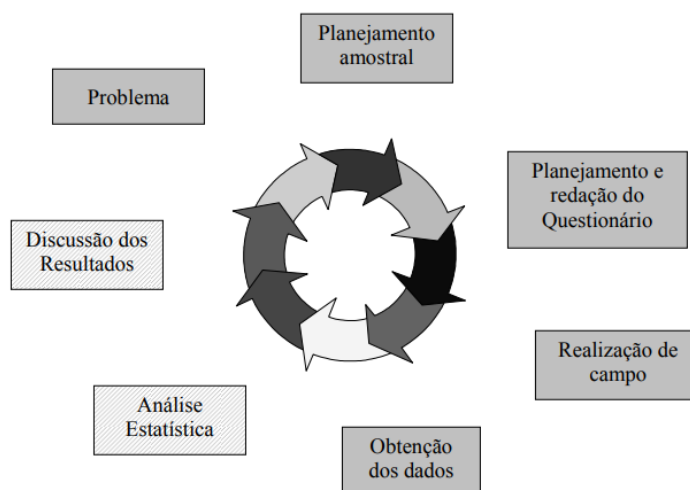 Planejamento
amostral
Problema
Planejamento e
redação do
Questionário
Discussão dos
Resultados
Realização de
campo
Análise
Estatística
Obtenção
dos dados